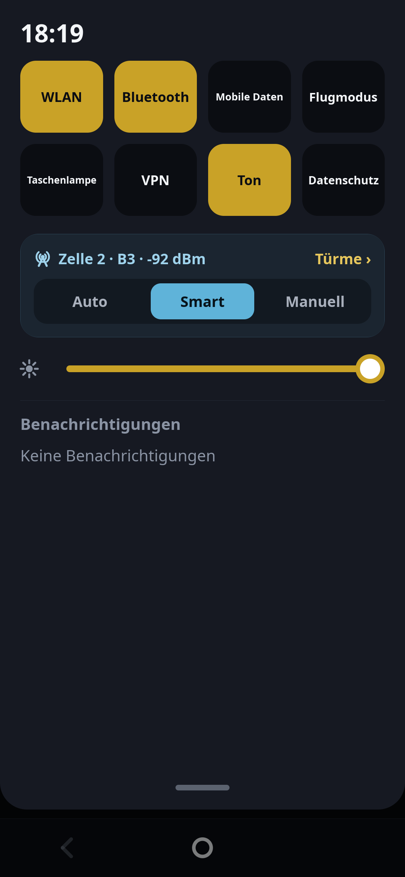 18:19
WLAN
Bluetooth
Mobile Daten
Flugmodus
Taschenlampe
VPN
Ton
Datenschutz
Zelle 2 · B3 · -92 dBm
Türme ›
Auto
Smart
Manuell
Benachrichtigungen
Keine Benachrichtigungen